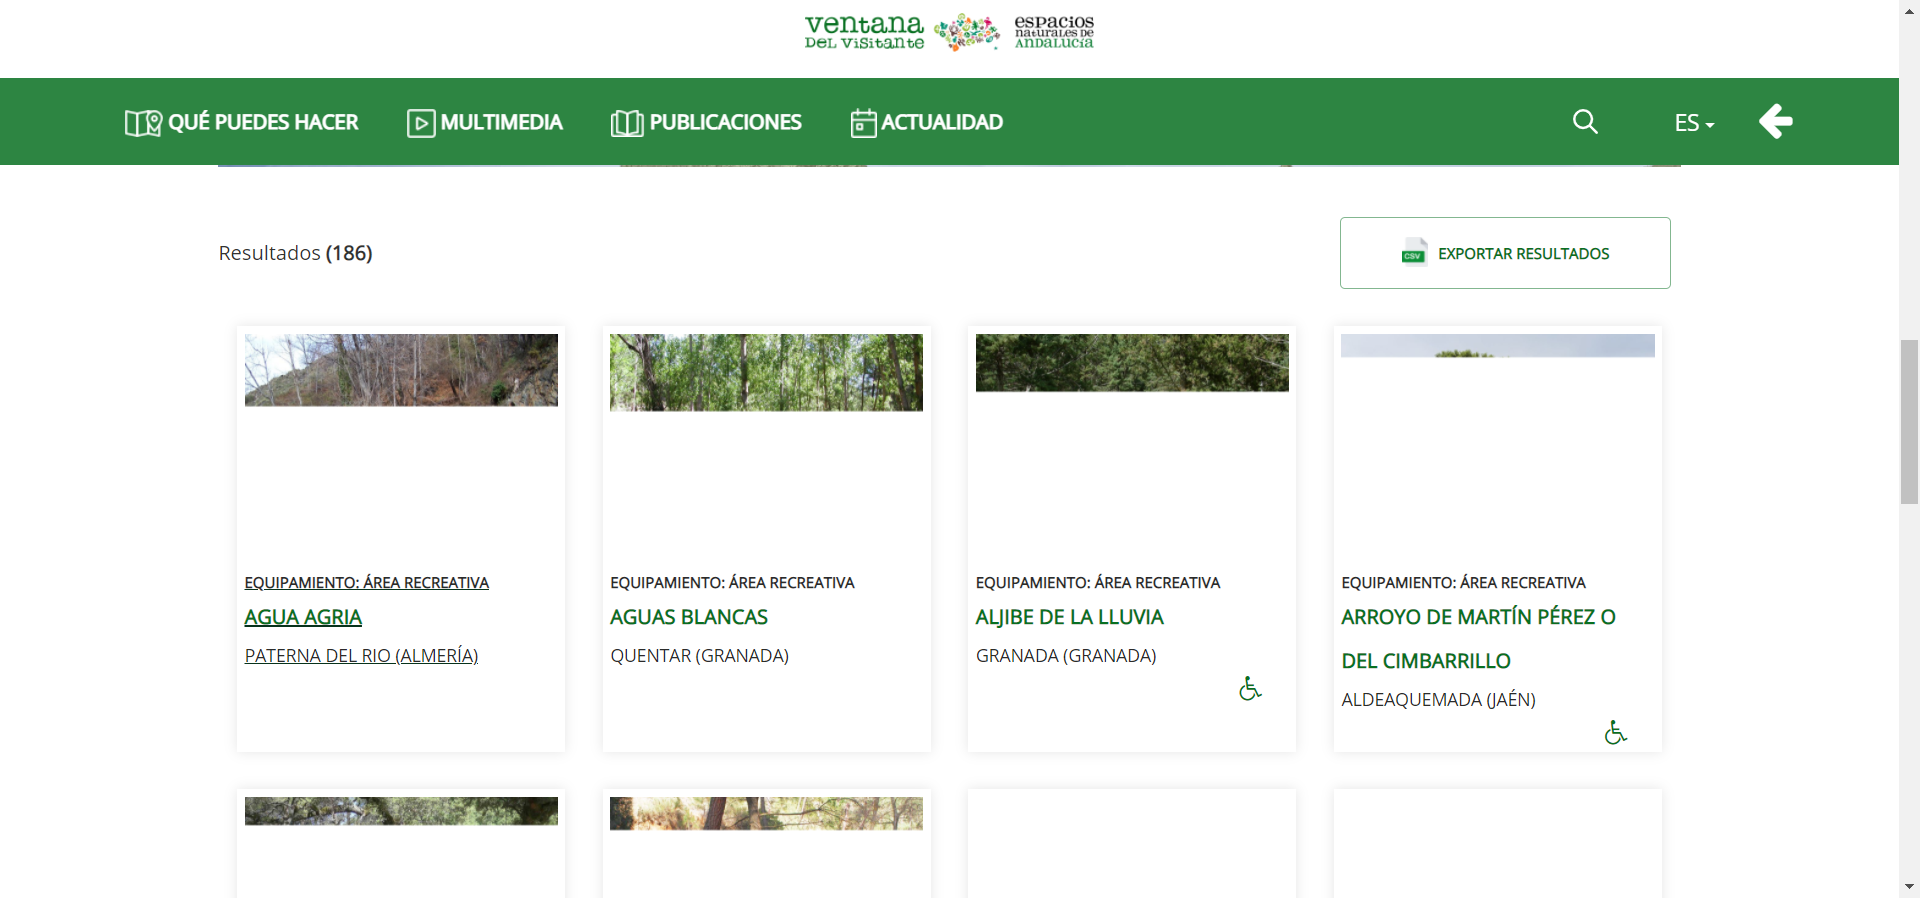 ventana
DEL VISITANTE
espacios
naturales de
ANDALUCÍA
QUÉ PUEDES HACER
MULTIMEDIA
PUBLICACIONES
ACTUALIDAD
ES
Resultados (186)
CSV
EXPORTAR RESULTADOS
EQUIPAMIENTO: ÁREA RECREATIVA
AGUA AGRIA
PATERNA DEL RIO (ALMERÍA)
EQUIPAMIENTO: ÁREA RECREATIVA
AGUAS BLANCAS
QUENTAR (GRANADA)
EQUIPAMIENTO: ÁREA RECREATIVA
ALJIBE DE LA LLUVIA
GRANADA (GRANADA)
EQUIPAMIENTO: ÁREA RECREATIVA
ARROYO DE MARTÍN PÉREZ O
DEL CIMBARRILLO
ALDEAQUEMADA (JAÉN)